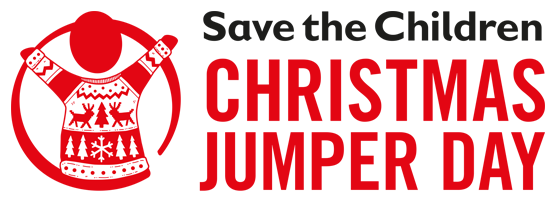 Save the Children
CHRISTMAS
JUMPER DAY